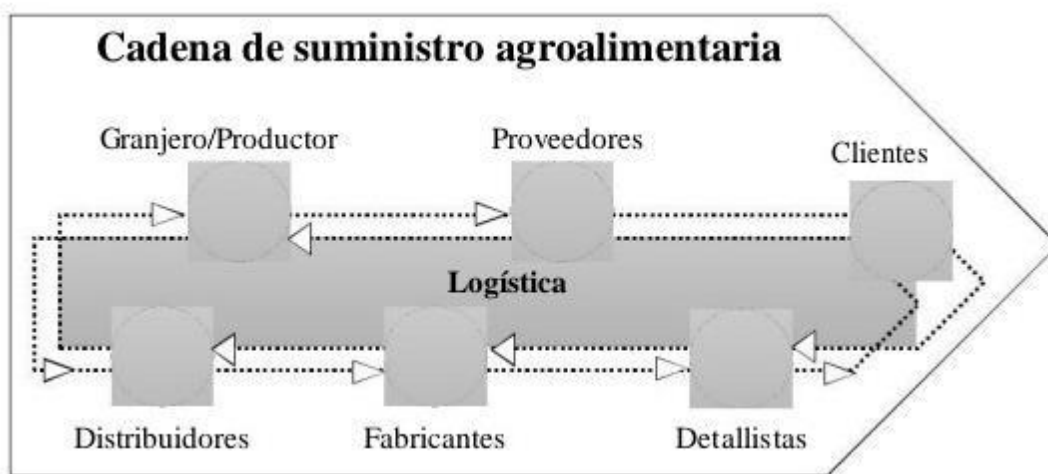 Cadena de suministro agroalimentaria
Granjero/Productor
Proveedores
Clientes
Logística
Distribuidores
Fabricantes
Detallistas